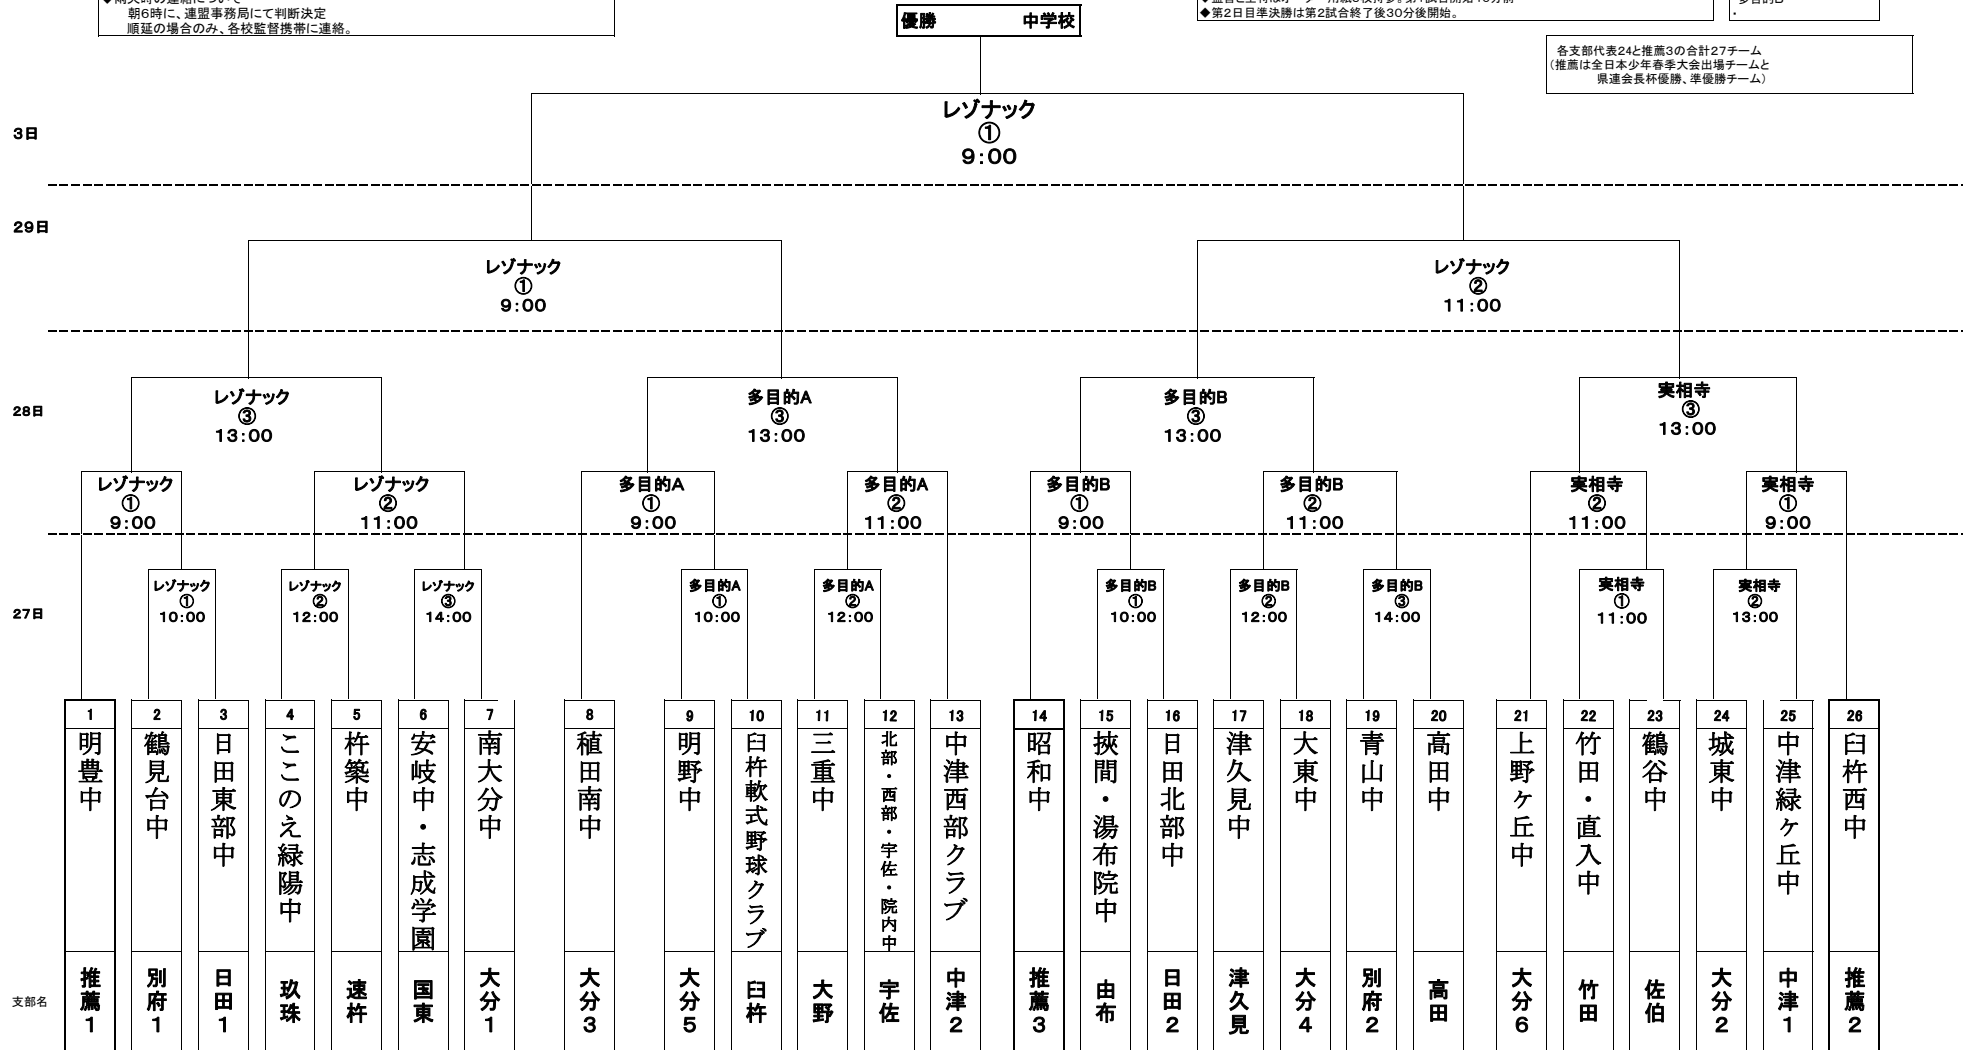 朝6時に、連盟事務局にて判断決定
順延の場合のみ、各校監督携帯に連絡。
優勝 中学校
◆第2日目準決勝は第2試合終了後30分後開始。
各支部代表24と推薦3の合計27チーム
(推薦は全日本少年春季大会出場チームと
県連会長杯優勝、準優勝チーム)
3日
レゾナック
①
9:00
29日
レゾナック
①
9:00
レゾナック
②
11:00
28日
レゾナック
③
13:00
多目的A
③
13:00
多目的B
③
13:00
実相寺
③
13:00
レゾナック
①
9:00
レゾナック
②
11:00
多目的A
①
9:00
多目的A
②
11:00
多目的B
①
9:00
多目的B
②
11:00
実相寺
②
11:00
実相寺
①
9:00
27日
レゾナック
①
10:00
レゾナック
②
12:00
レゾナック
③
14:00
多目的A
①
10:00
多目的A
②
12:00
多目的B
①
10:00
多目的B
②
12:00
多目的B
③
14:00
実相寺
①
11:00
実相寺
②
13:00
1 2 3 4 5 6 7 8 9 10 11 12 13 14 15 16 17 18 19 20 21 22 23 24 25 26
明豊中
鶴見台中
日田東部中
ここのえ緑陽中
杵築中
安岐中・志成学園
南大分中
稙田南中
明野中
臼杵軟式野球クラブ
三重中
北部・西部・宇佐・院内中
中津西部クラブ
昭和中
挾間・湯布院中
日田北部中
津久見中
大東中
青山中
高田中
上野ヶ丘中
竹田・直入中
鶴谷中
城東中
中津緑ケ丘中
臼杵西中
支部名
推薦1
別府1
日田1
玖珠
速杵
国東
大分1
大分3
大分5
臼杵
大野
宇佐
中津2
推薦3
由布
日田2
津久見
大分4
別府2
高田
大分6
竹田
佐伯
大分2
中津1
推薦2